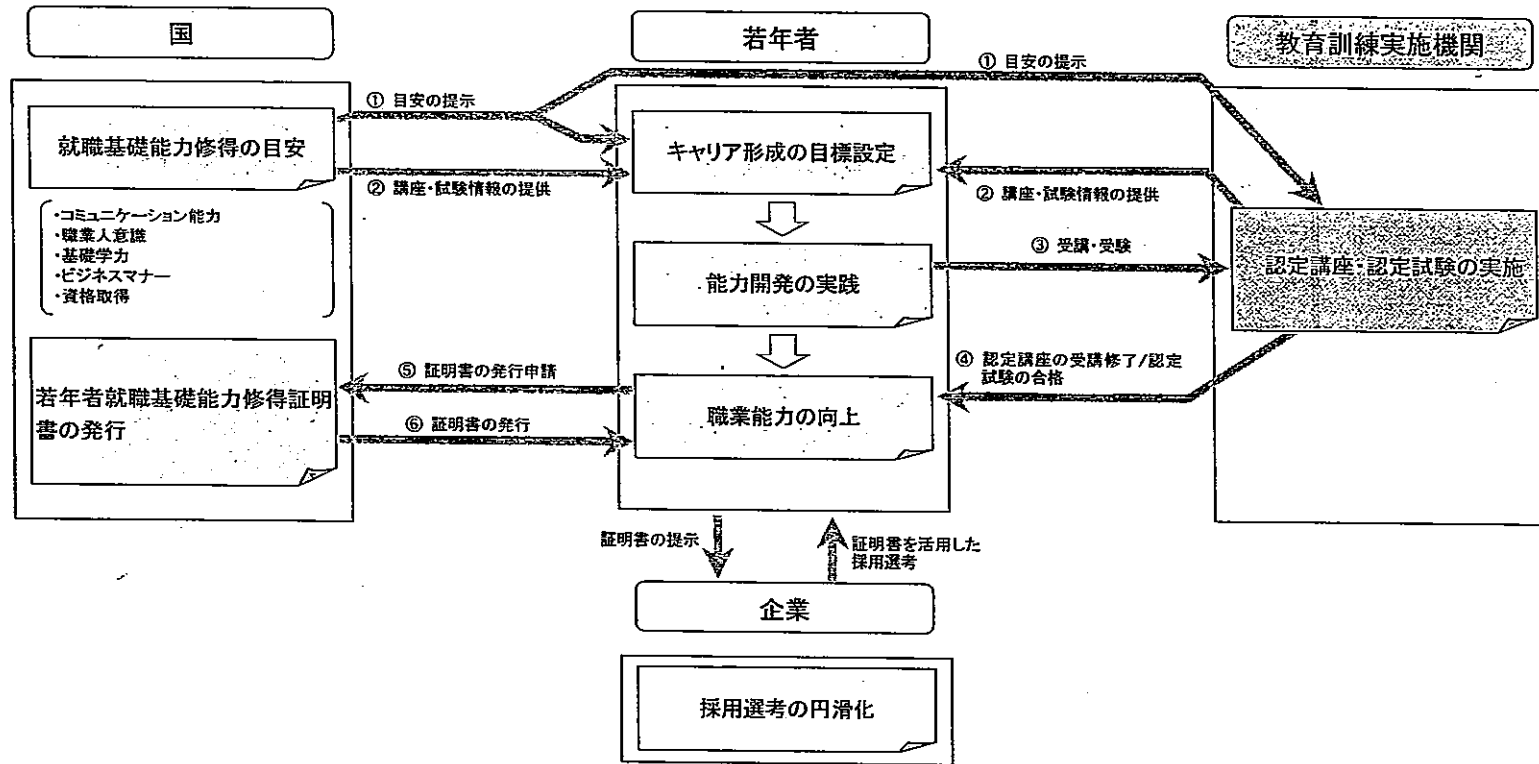 国
若年者
教育訓練実施機関
① 目安の提示
① 目安の提示
就職基礎能力修得の目安
キャリア形成の目標設定
② 講座・試験情報の提供
② 講座・試験情報の提供
・コミュニケーション能力
・職業人意識
・基礎学力
・ビジネスマナー
・資格取得
③ 受講・受験
能力開発の実践
認定講座・認定試験の実施
④ 認定講座の受講修了/認定
試験の合格
⑤ 証明書の発行申請
若年者就職基礎能力修得証明
書の発行
職業能力の向上
⑥ 証明書の発行
証明書の提示
証明書を活用した
採用選考
企業
採用選考の円滑化